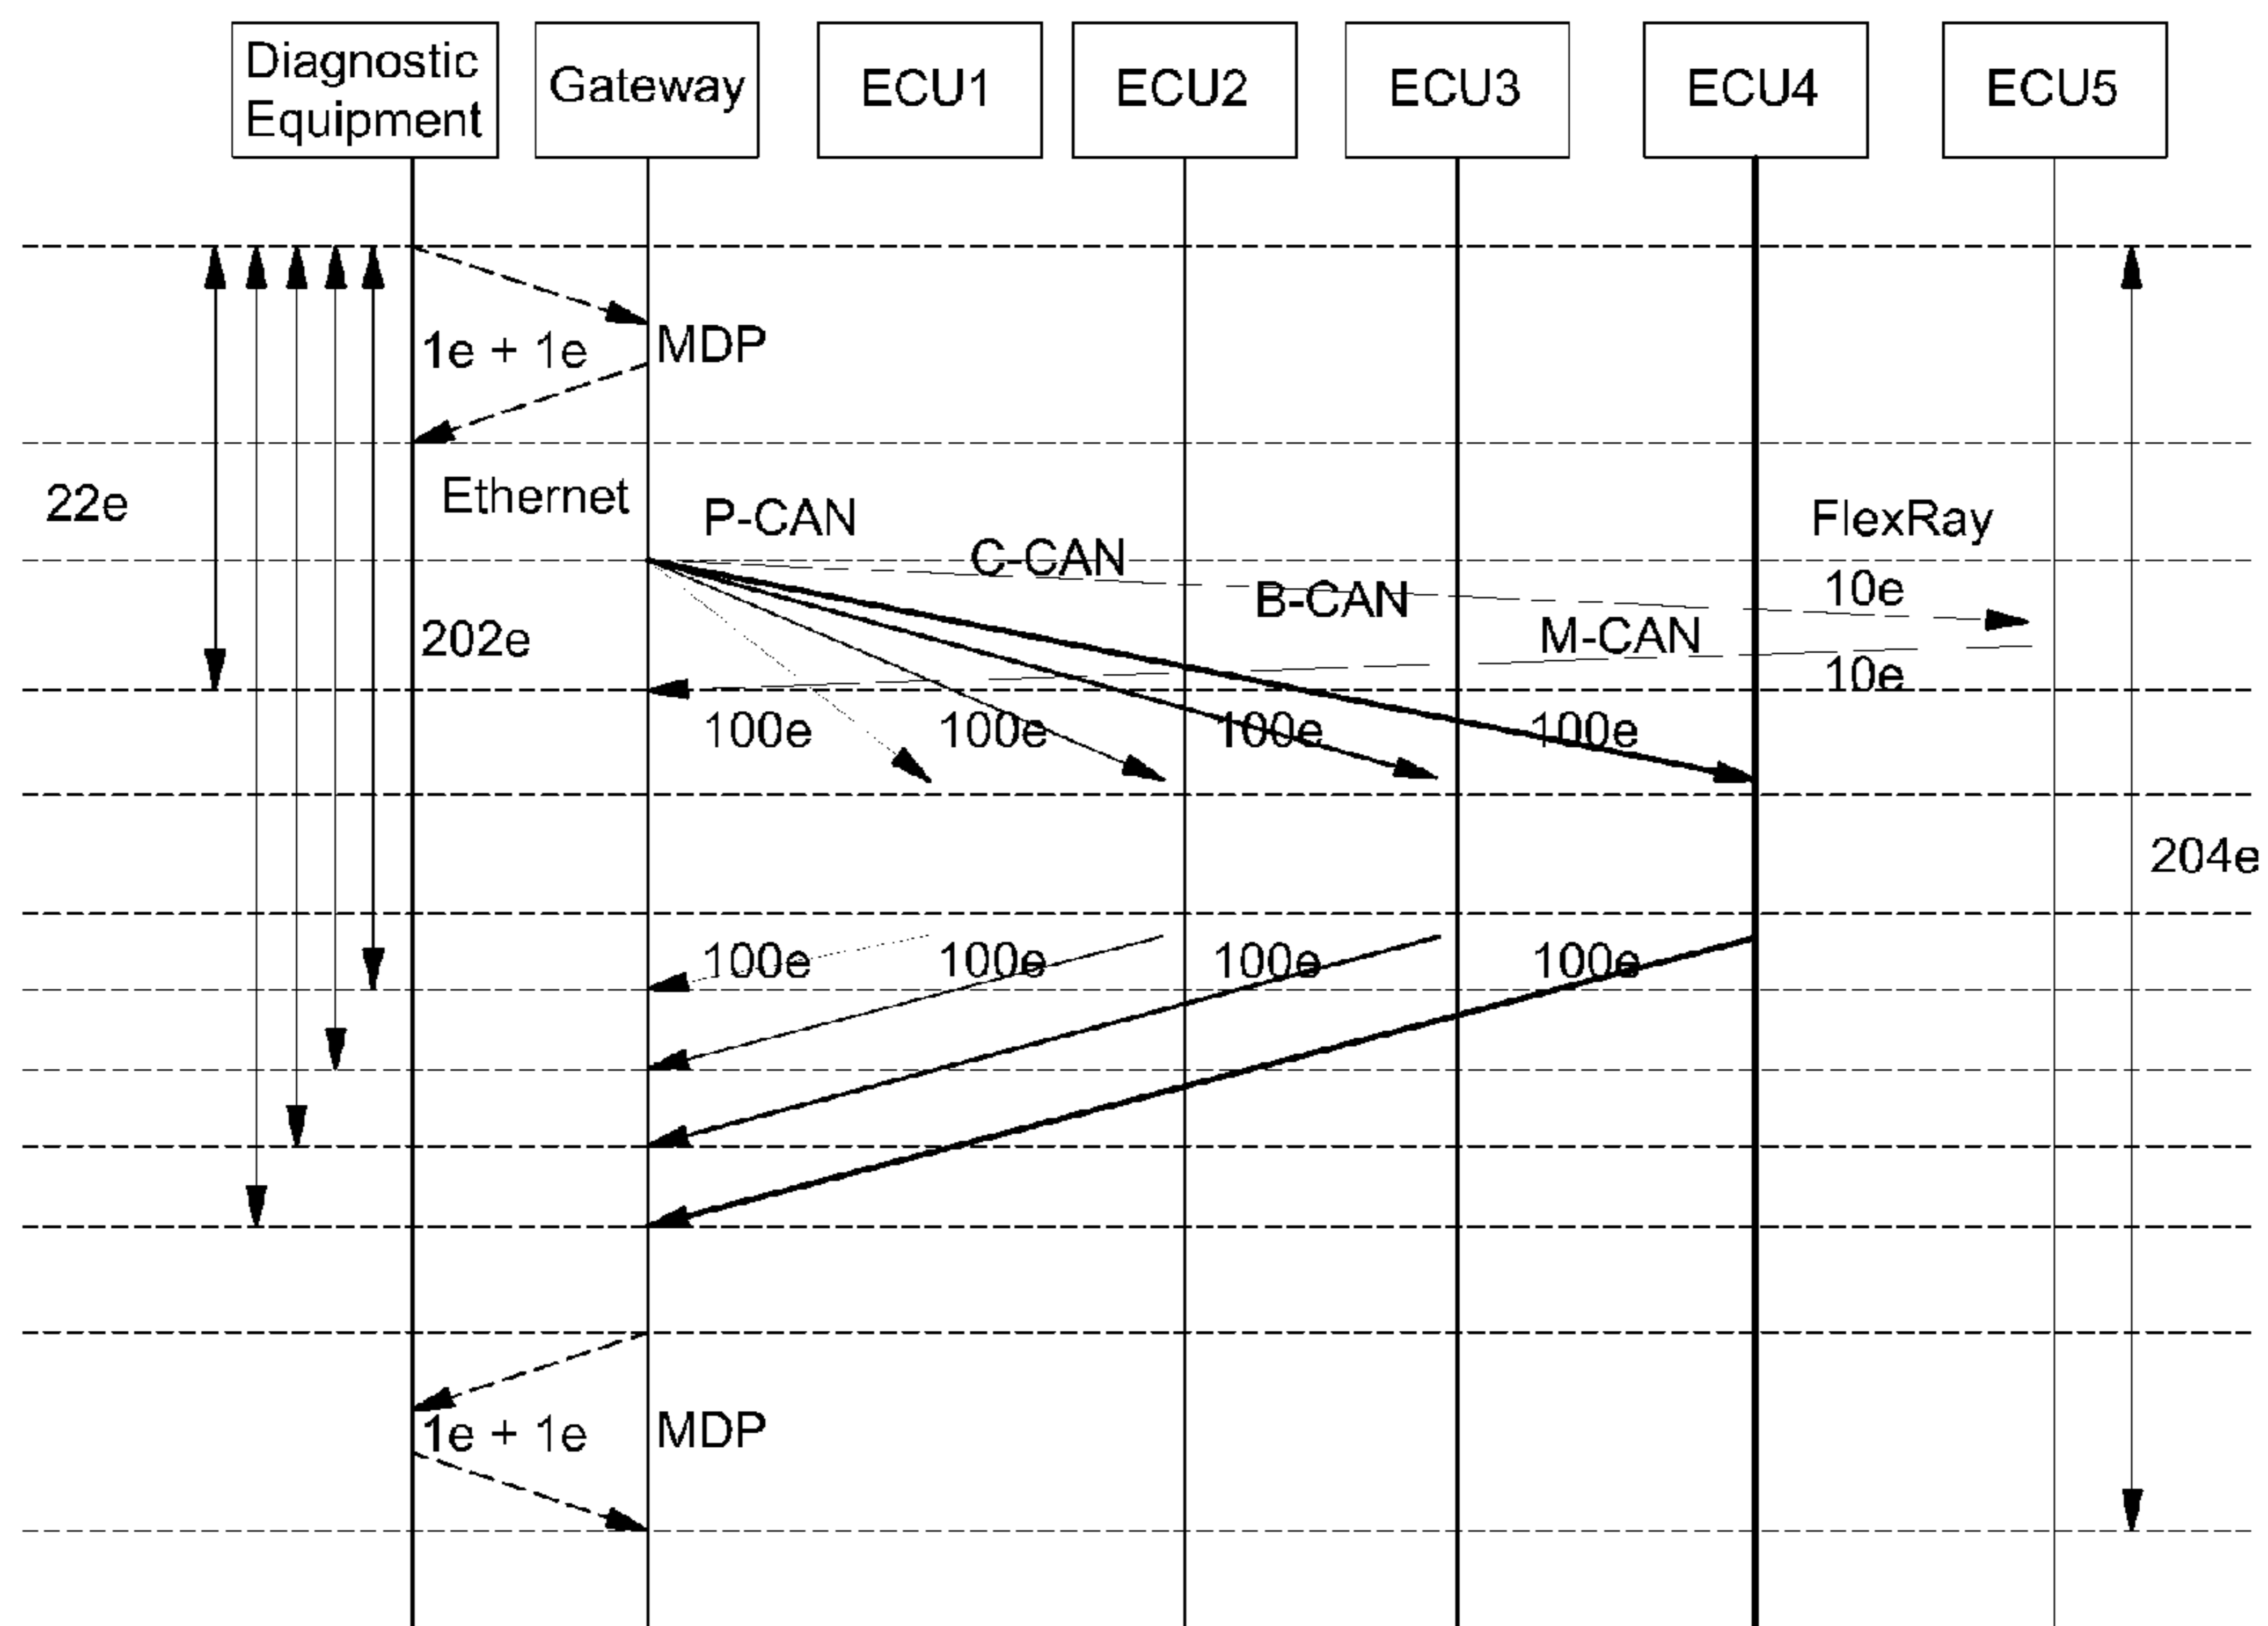 Diagnostic
Equipment
Gateway
ECU1
ECU2
ECU3
ECU4
ECU5
1e + 1e
MDP
22e
Ethernet
P-CAN
FlexRay
C-CAN
10e
B-CAN
202e
M-CAN
10e
100e
100e
100e
100e
204e
100e
100e
100e
100e
1e + 1e
MDP